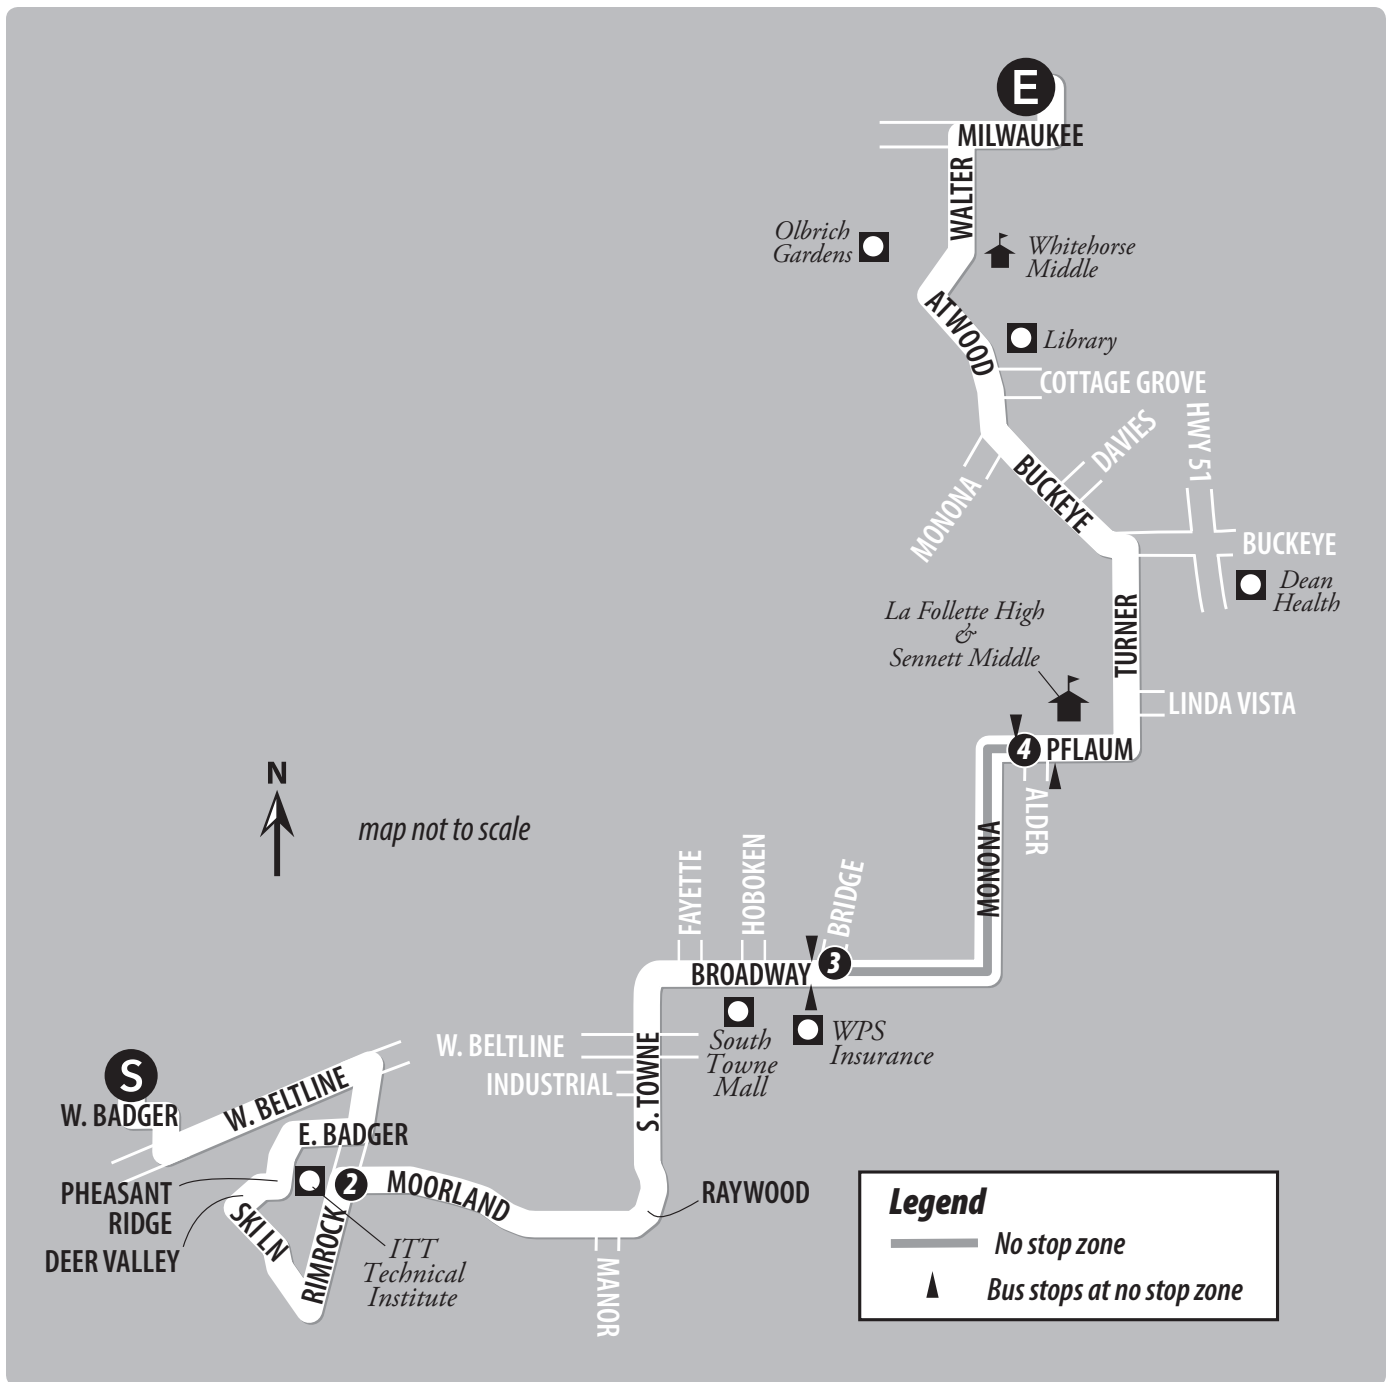 E
MILWAUKEE
WALTER
Olbrich
Gardens
Whitehorse
Middle
ATWOOD
Library
COTTAGE GROVE
HWY 51
DAVIES
BUCKEYE
MONONA
BUCKEYE
Dean
Health
La Follette High
&
Sennett Middle
TURNER
LINDA VISTA
4
PFLAUM
ALDER
N
map not to scale
MONONA
FAYETTE
HOBOKEN
BRIDGE
BROADWAY
3
South
Towne
Mall
WPS
Insurance
W. BELTLINE
INDUSTRIAL
S. TOWNE
S
W. BADGER
W. BELTLINE
E. BADGER
PHEASANT
RIDGE
DEER VALLEY
SKI LN
RIMROCK
2
MOORLAND
RAYWOOD
ITT
Technical
Institute
MANOR
Legend
No stop zone
Bus stops at no stop zone